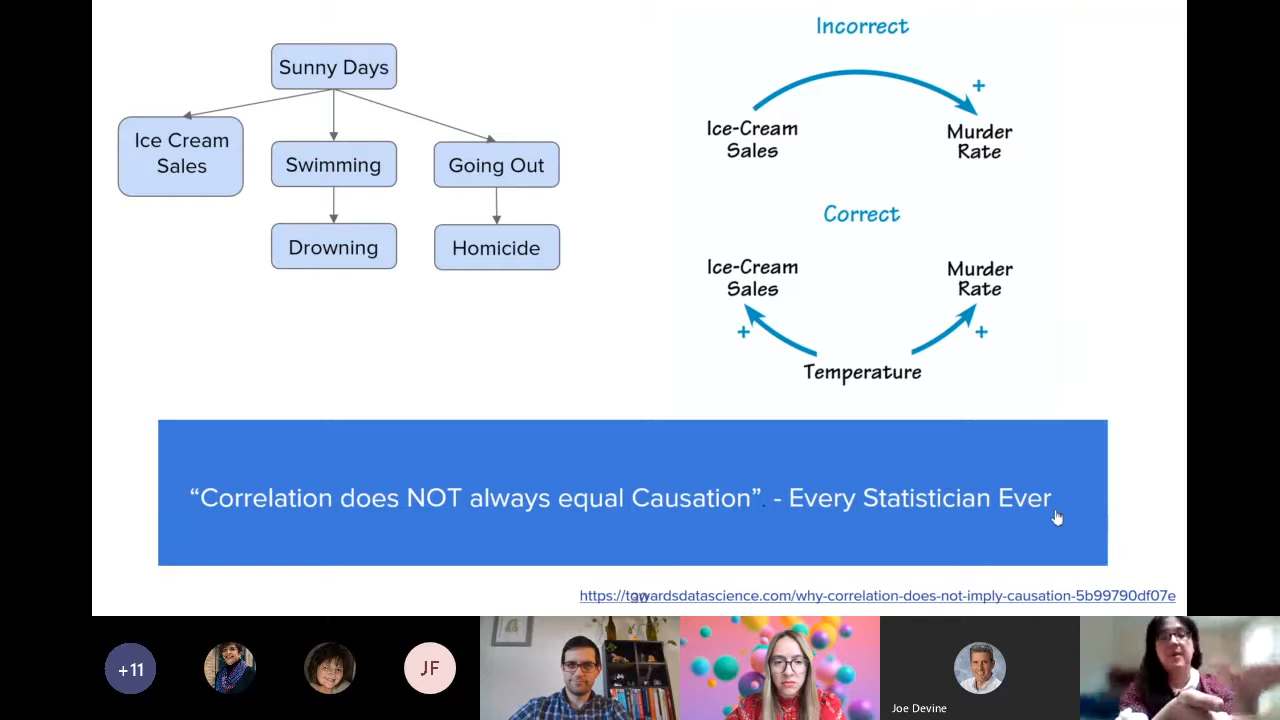 Sunny Days
Ice Cream
Sales
Swimming
Going Out
Drowning
Homicide
Incorrect
+
Ice-Cream
Sales
Murder
Rate
Correct
Ice-Cream
Sales
Murder
Rate
+
+
Temperature
“Correlation does NOT always equal Causation”. - Every Statistician Ever
https://towardsdatascience.com/why-correlation-does-not-imply-causation-5b99790df07e
+11
JF
Joe Devine